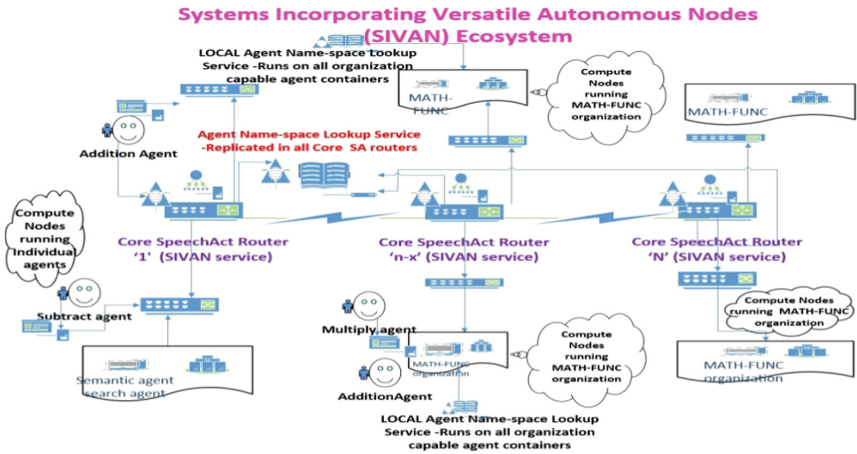 Systems Incorporating Versatile Autonomous Nodes
(SIVAN) Ecosystem
LOCAL Agent Name-space Lookup
Service -Runs on all organization
capable agent containers
MATH-
FUNC
Compute
Nodes
running
MATH-FUNC
organization
MATH-FUNC
Addition Agent
Agent Name-space Lookup Service
-Replicated in all Core SA routers
Compute
Nodes
running
Individual
agents
Core SpeechAct Router
'1' (SIVAN service)
Core SpeechAct Router
'n-x' (SIVAN service)
Core SpeechAct Router
'N' (SIVAN service)
Subtract agent
Semantic agent
search agent
Multiply agent
MATH-FUNC
organization
AdditionAgent
Compute
Nodes
running
MATH-FUNC
organization
Compute Nodes
running MATH-FUNC
organization
MATH-FUNC
organization
LOCAL Agent Name-space Lookup
Service -Runs on all organization
capable agent containers